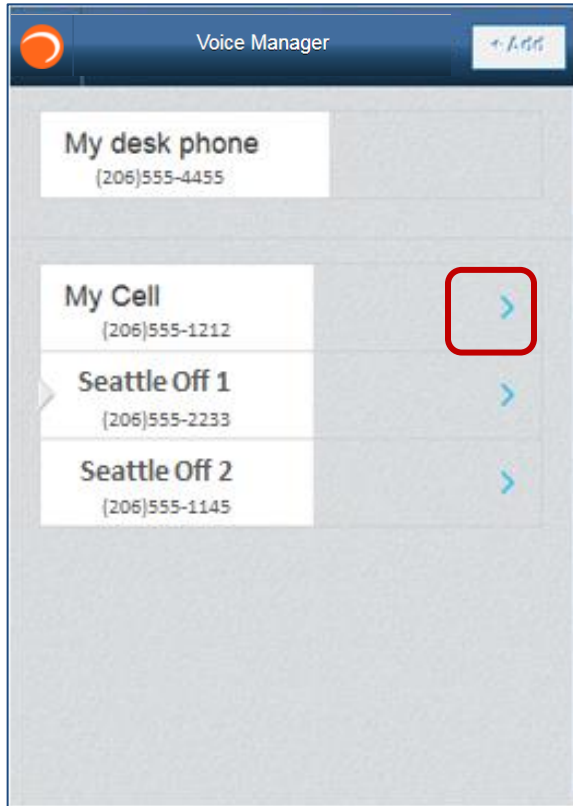 Voice Manager
+ Add
My desk phone
(206)555-4455
My Cell
(206)555-1212
Seattle Off 1
(206)555-2233
Seattle Off 2
(206)555-1145